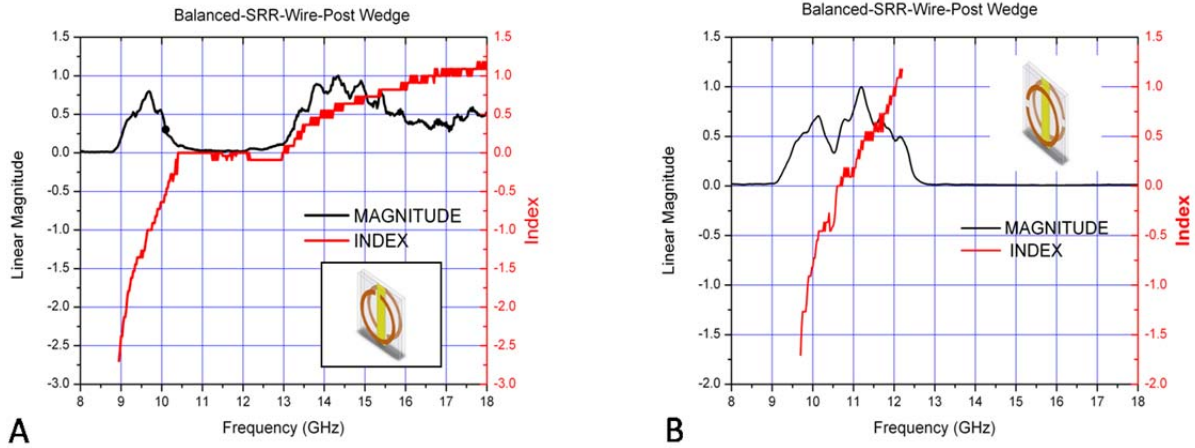 Balanced-SRR-Wire-Post Wedge
1.5
1.0
0.5
0.0
-0.5
-1.0
-1.5
-2.0
-2.5
-3.0
Linear Magnitude
MAGNITUDE
INDEX
1.5
1.0
0.5
0.0
-0.5
-1.0
-1.5
-2.0
-2.5
-3.0
Index
8 9 10 11 12 13 14 15 16 17 18
Frequency (GHz)
A
Balanced-SRR-Wire-Post Wedge
1.5
1.0
0.5
0.0
-0.5
-1.0
-1.5
-2.0
Linear Magnitude
MAGNITUDE
INDEX
1.5
1.0
0.5
0.0
-0.5
-1.0
-1.5
-2.0
Index
8 9 10 11 12 13 14 15 16 17 18
Frequency (GHz)
B